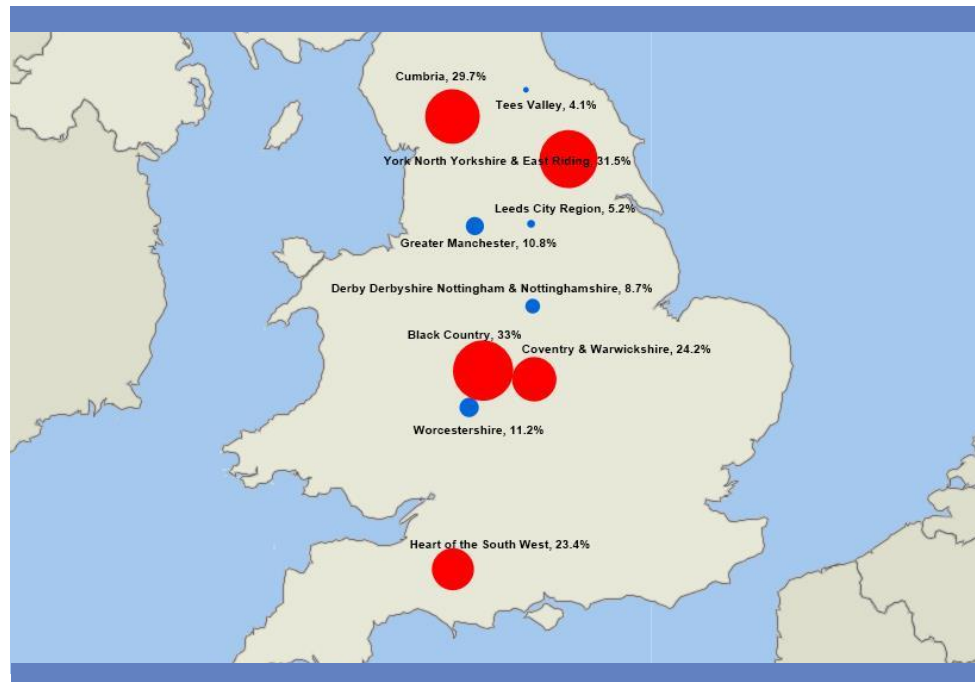 Cumbria, 29.7%
Tees Valley, 4.1%
York North Yorkshire & East Riding, 31.5%
Leeds City Region, 5.2%
Greater Manchester, 10.8%
Derby Derbyshire Nottingham & Nottinghamshire, 8.7%
Black Country, 33%
Coventry & Warwickshire, 24.2%
Worcestershire, 11.2%
Heart of the South West, 23.4%